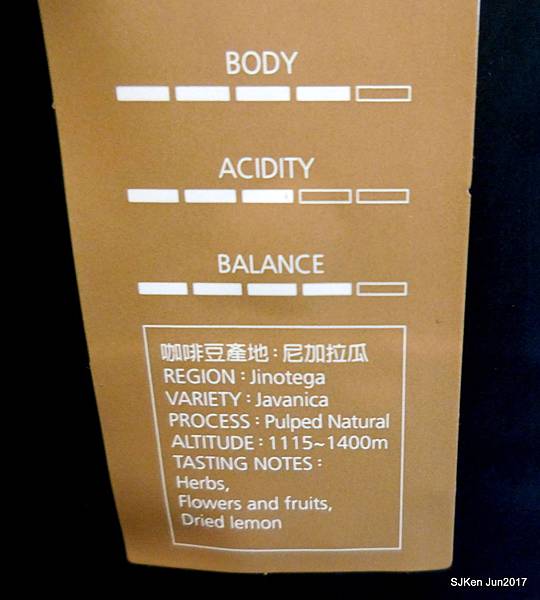 BODY
ACIDITY
BALANCE
咖啡豆產地：尼加拉瓜
REGION：Jinotega
VARIETY：Javanica
PROCESS：Pulped Natural
ALTITUDE：1115~1400m
TASTING NOTES：
Herbs,
Flowers and fruits,
Dried lemon
SJKen Jun2017